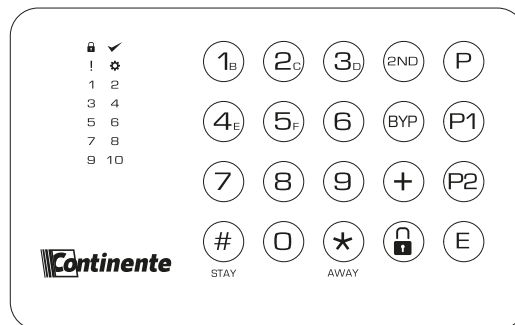 ! 
1 2
3 4
5 6
7 8
9 10
1B 2C 3D 2ND P
4E 5F 6 BYP P1
7 8 9 + P2
# 0 * E
STAY AWAY
Continente